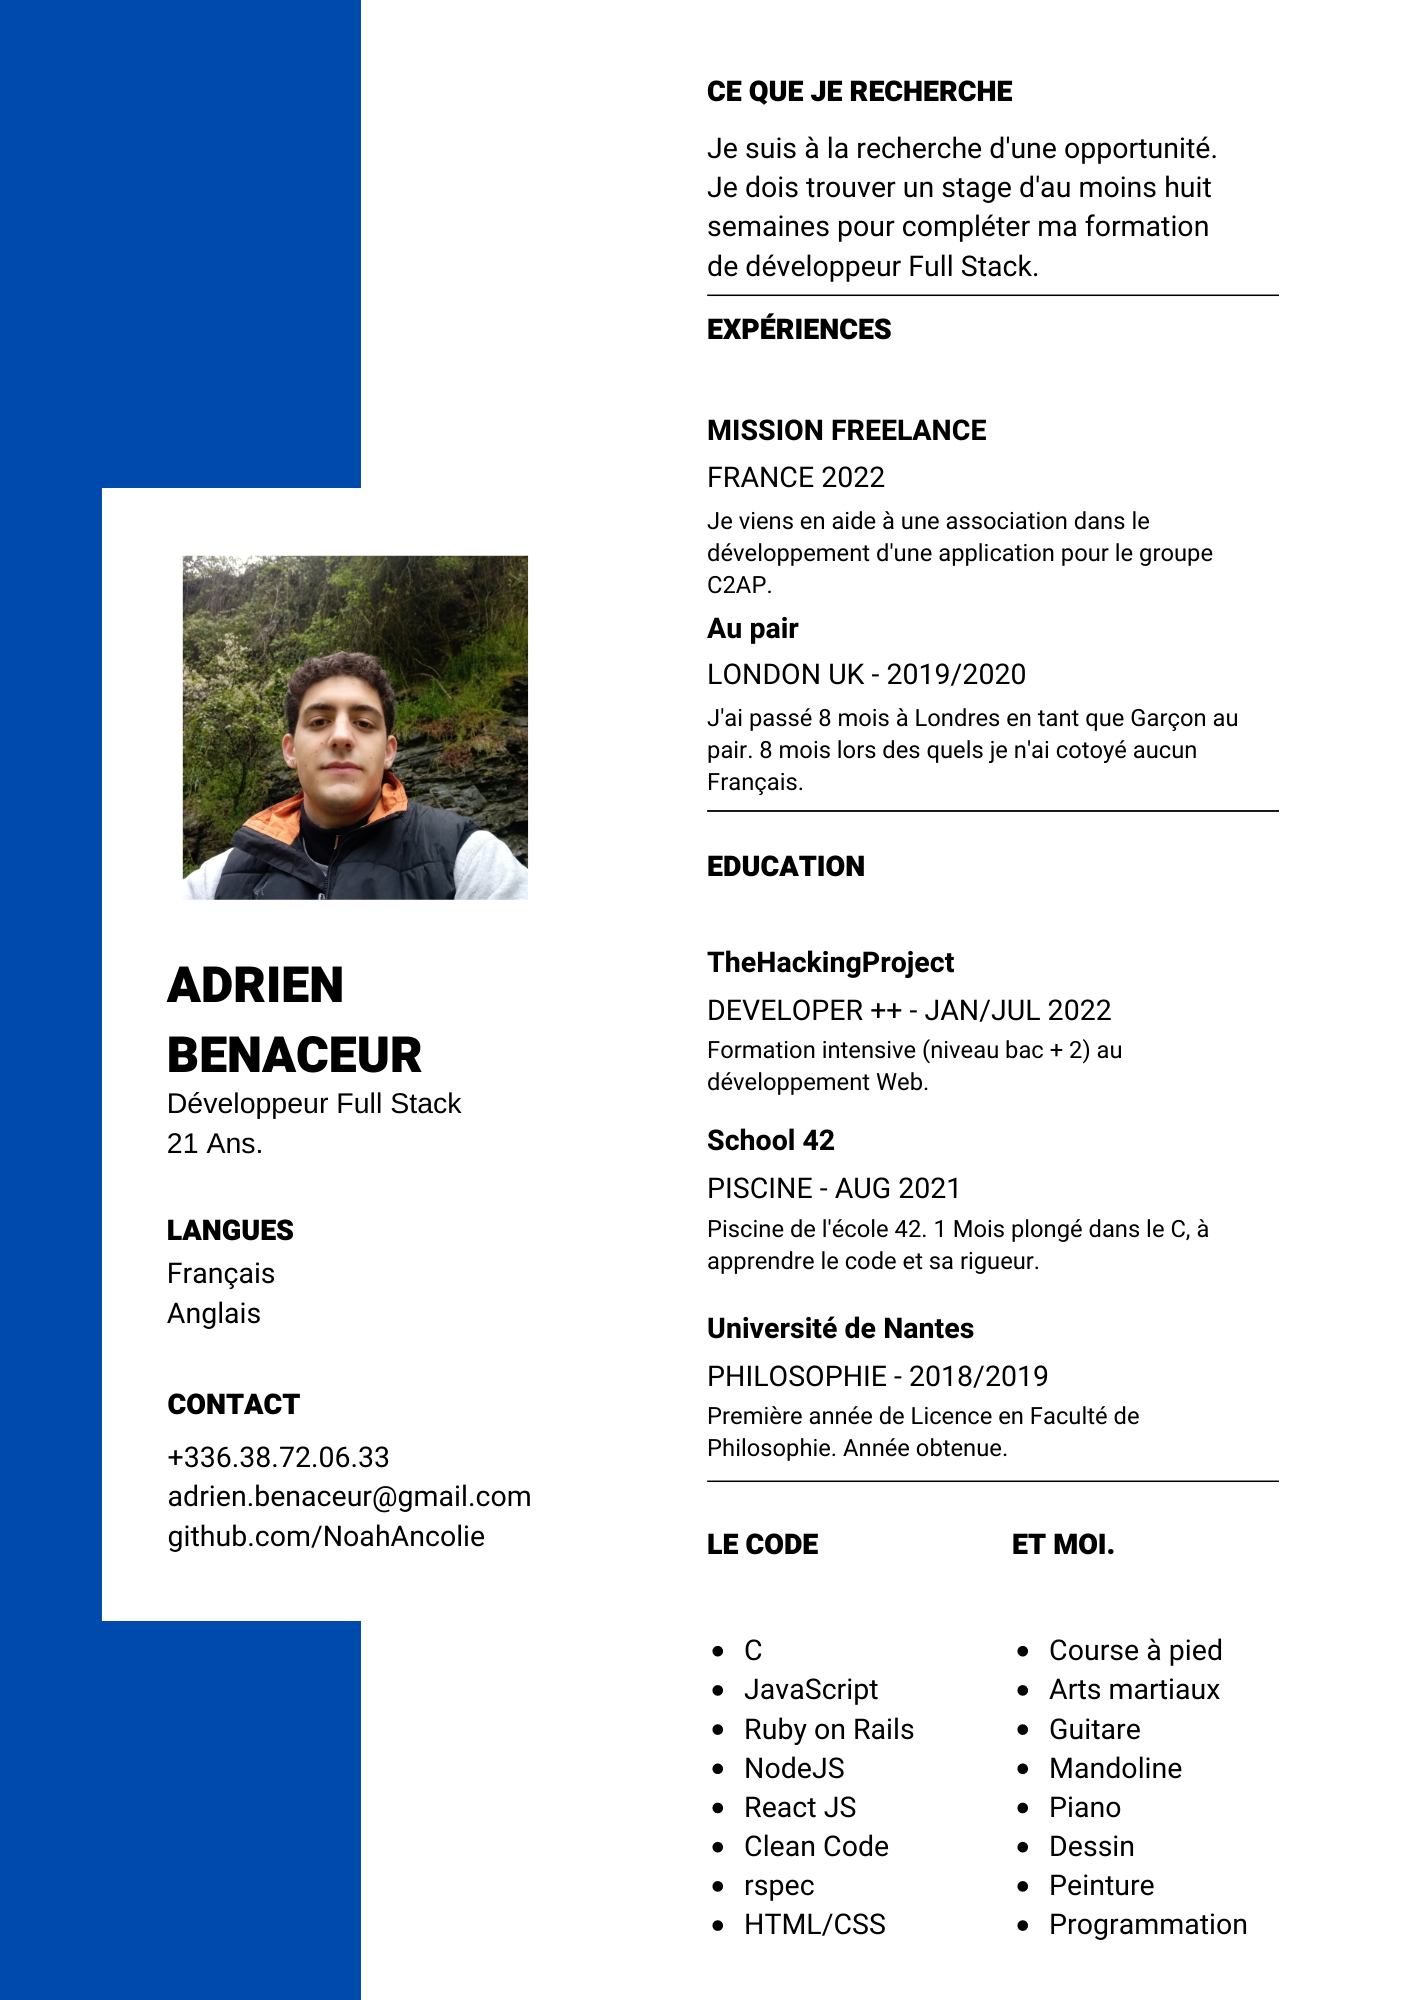 CE QUE JE RECHERCHE
Je suis à la recherche d'une opportunité.
Je dois trouver un stage d'au moins huit
semaines pour compléter ma formation
de développeur Full Stack.
EXPÉRIENCES
MISSION FREELANCE
FRANCE 2022
Je viens en aide à une association dans le
développement d'une application pour le groupe
C2AP.
Au pair
LONDON UK - 2019/2020
J'ai passé 8 mois à Londres en tant que Garçon au
pair. 8 mois lors des quels je n'ai cotoyé aucun
Français.
EDUCATION
TheHackingProject
DEVELOPER ++ - JAN/JUL 2022
Formation intensive (niveau bac + 2) au
développement Web.
School 42
PISCINE - AUG 2021
Piscine de l'école 42. 1 Mois plongé dans le C, à
apprendre le code et sa rigueur.
Université de Nantes
PHILOSOPHIE - 2018/2019
Première année de Licence en Faculté de
Philosophie. Année obtenue.
LE CODE
C
JavaScript
Ruby on Rails
NodeJS
React JS
Clean Code
rspec
HTML/CSS
ET MOI.
Course à pied
Arts martiaux
Guitare
Mandoline
Piano
Dessin
Peinture
Programmation
ADRIEN
BENACEUR
Développeur Full Stack
21 Ans.
LANGUES
Français
Anglais
CONTACT
+336.38.72.06.33
adrien.benaceur@gmail.com
github.com/NoahAncolie